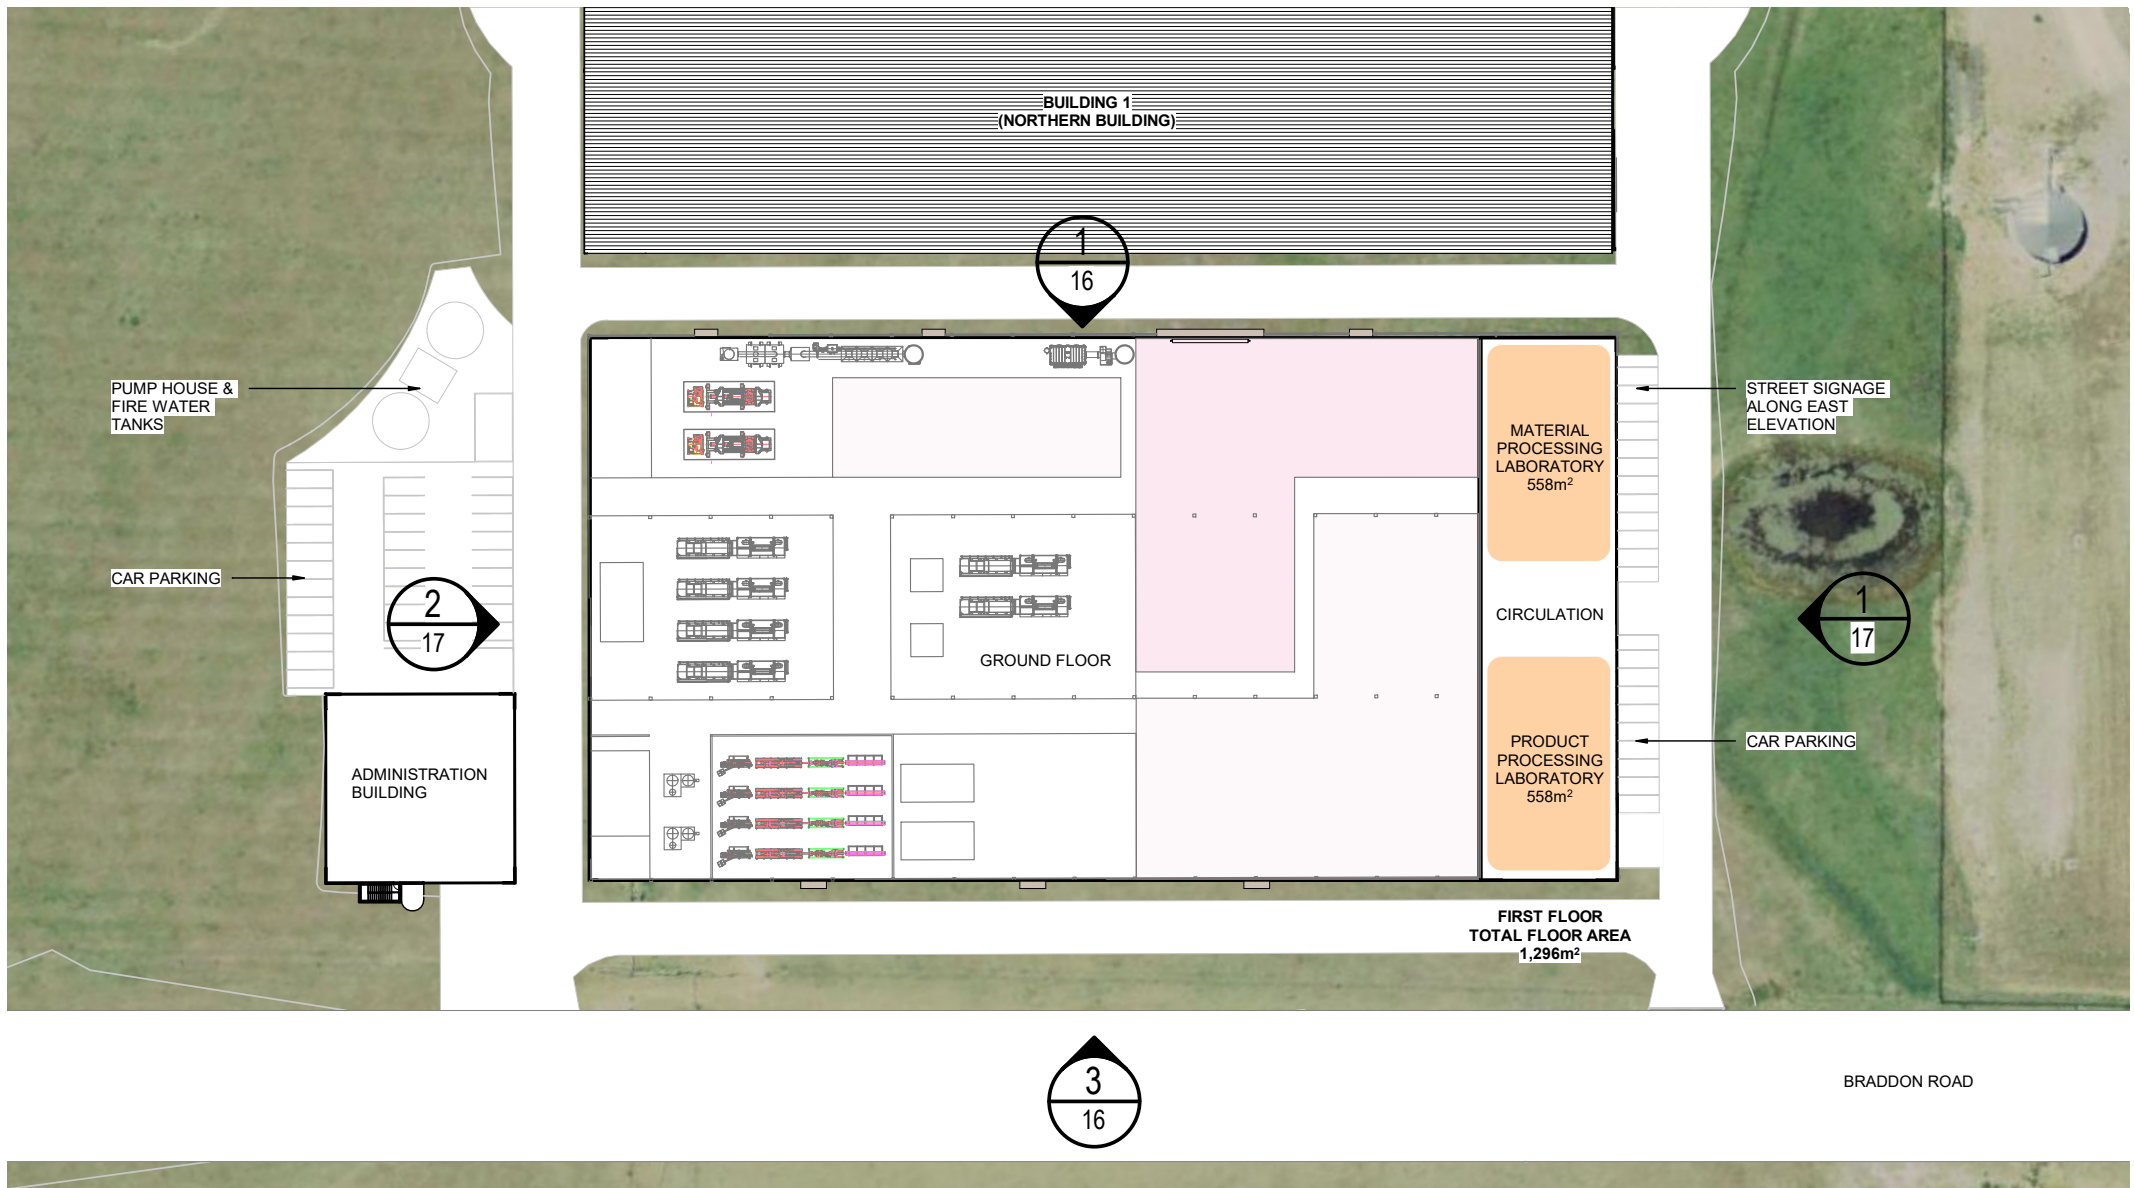 BUILDING 1
(NORTHERN BUILDING)
1
16
PUMP HOUSE &
FIRE WATER
TANKS
STREET SIGNAGE
ALONG EAST
ELEVATION
MATERIAL
PROCESSING
LABORATORY
558m²
CAR PARKING
2
17
CIRCULATION
1
17
GROUND FLOOR
PRODUCT
PROCESSING
LABORATORY
558m²
CAR PARKING
ADMINISTRATION
BUILDING
FIRST FLOOR
TOTAL FLOOR AREA
1,296m²
3
16
BRADDON ROAD